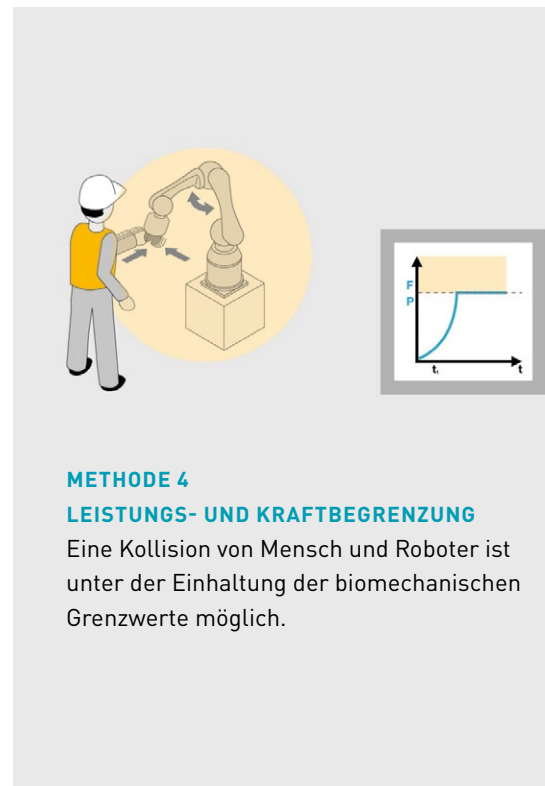 F
P
t₁
t
METHODE 4
LEISTUNGS- UND KRAFTBEGRENZUNG
Eine Kollision von Mensch und Roboter ist
unter der Einhaltung der biomechanischen
Grenzwerte möglich.